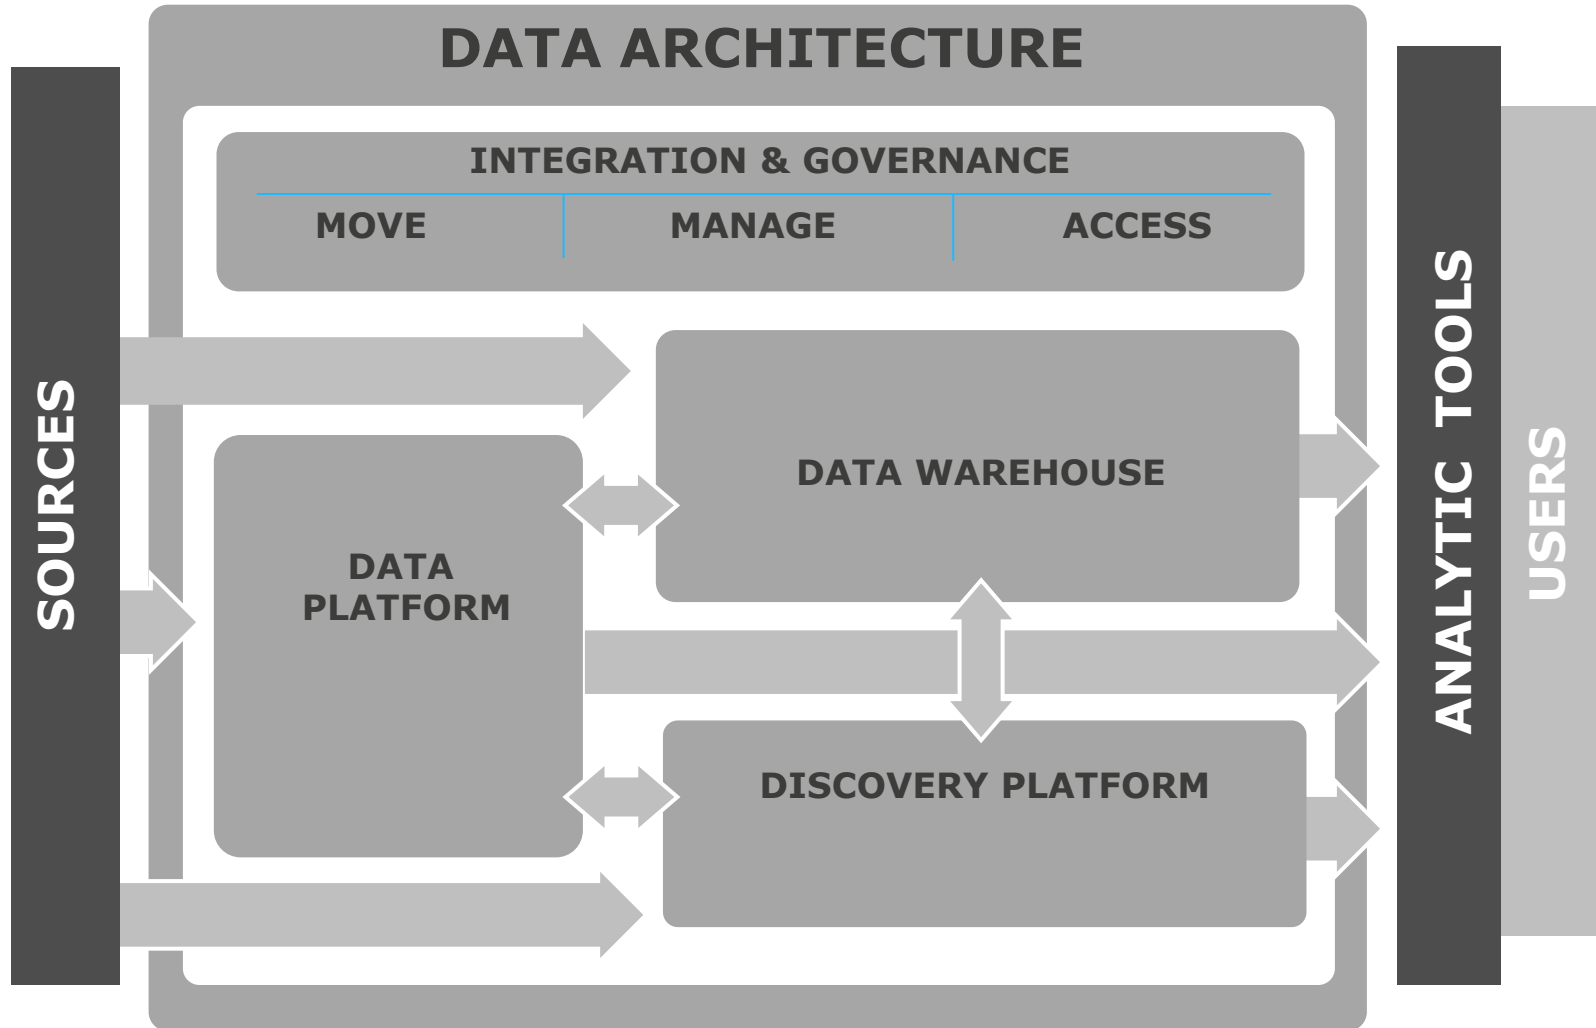 DATA ARCHITECTURE
INTEGRATION & GOVERNANCE
MOVE
MANAGE
ACCESS
SOURCES
DATA
PLATFORM
DATA WAREHOUSE
DISCOVERY PLATFORM
ANALYTIC TOOLS
USERS